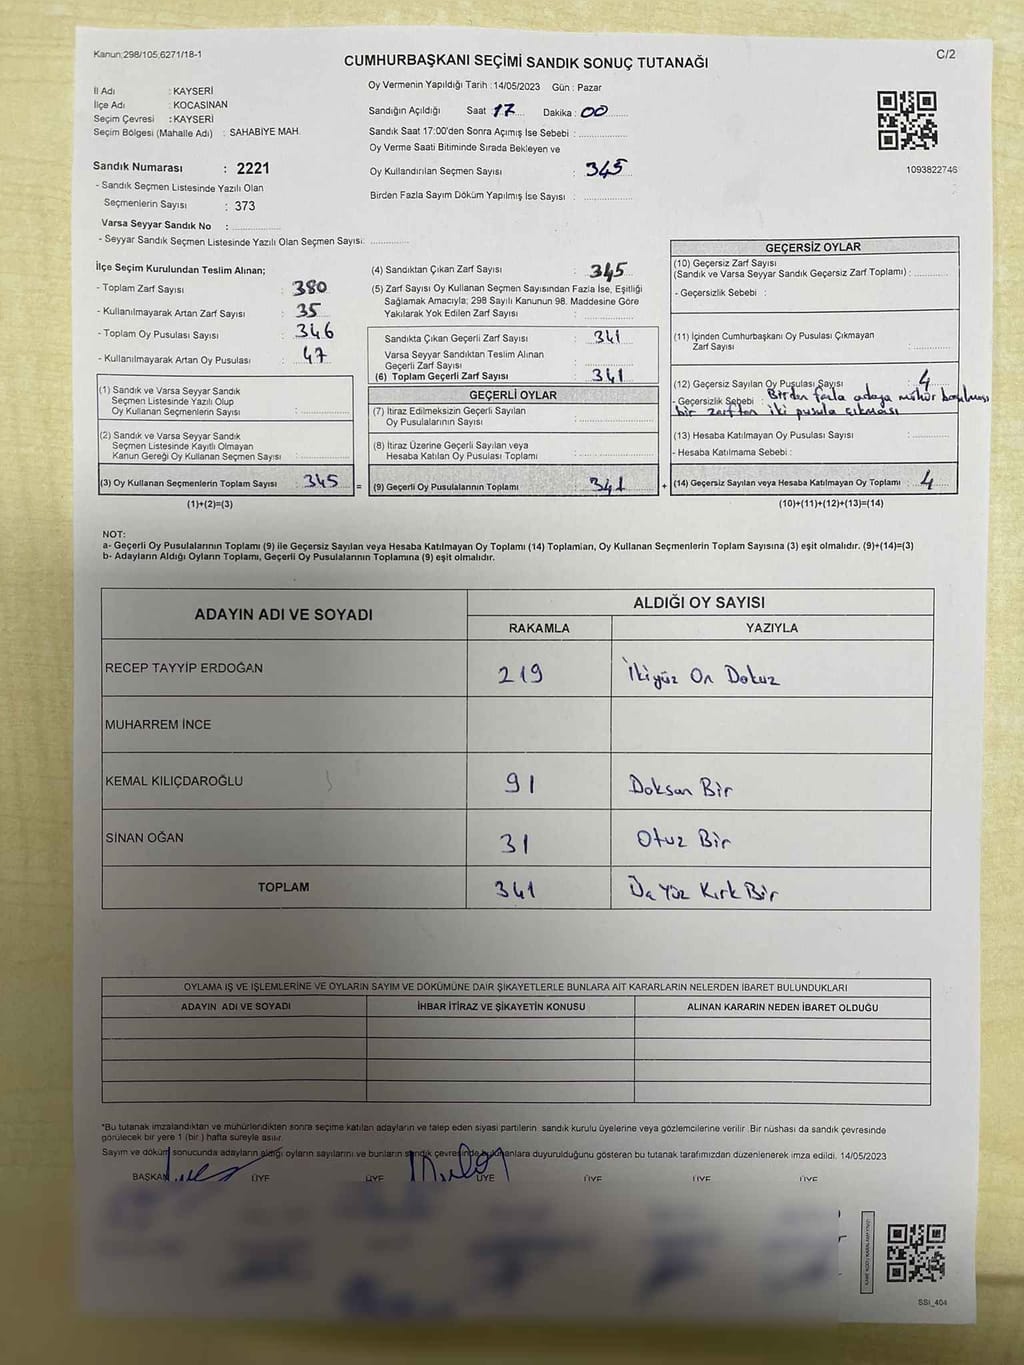 Kanun:298/105,6271/18-1
C/2
CUMHURBAŞKANI SEÇİMİ SANDIK SONUÇ TUTANAĞI
İl Adı : KAYSERİ
İlçe Adı : KOCASİNAN
Seçim Çevresi : KAYSERİ
Seçim Bölgesi (Mahalle Adı) : SAHABİYE MAH.
Sandık Numarası : 2221
- Sandık Seçmen Listesinde Yazılı Olan
Seçmenlerin Sayısı : 373
Varsa Seyyar Sandık No :
- Seyyar Sandık Seçmen Listesinde Yazılı Olan Seçmen Sayısı:
Oy Vermenin Yapıldığı Tarih : 14/05/2023 Gün : Pazar
Sandığın Açıldığı Saat 17 Dakika : 00
Sandık Saat 17:00'den Sonra Açımış İse Sebebi :
Oy Verme Saati Bitiminde Sırada Bekleyen ve
Oy Kullandırılan Seçmen Sayısı : 345
Birden Fazla Sayım Döküm Yapılmış İse Sayısı :
1093822746
İlçe Seçim Kurulundan Teslim Alınan;
- Toplam Zarf Sayısı : 380
- Kullanılmayarak Artan Zarf Sayısı : 35
- Toplam Oy Pusulası Sayısı : 346
- Kullanılmayarak Artan Oy Pusulası : 47
(1) Sandık ve Varsa Seyyar Sandık
Seçmen Listesinde Yazılı Olup
Oy Kullanan Seçmenlerin Sayısı :
(2) Sandık ve Varsa Seyyar Sandık
Seçmen Listesinde Kayıtlı Olmayan
Kanun Gereği Oy Kullanan Seçmen Sayısı :
(3) Oy Kullanan Seçmenlerin Toplam Sayısı : 345 =
(1)+(2)=(3)
(4) Sandıktan Çıkan Zarf Sayısı : 345
(5) Zarf Sayısı Oy Kullanan Seçmen Sayısından Fazla İse, Eşitliği
Sağlamak Amacıyla; 298 Sayılı Kanunun 98. Maddesine Göre
Yakılarak Yok Edilen Zarf Sayısı :
Sandıkta Çıkan Geçerli Zarf Sayısı : 341
Varsa Seyyar Sandıktan Teslim Alınan
Geçerli Zarf Sayısı :
(6) Toplam Geçerli Zarf Sayısı : 341
GEÇERLİ OYLAR
(7) İtiraz Edilmeksizin Geçerli Sayılan
Oy Pusulalarının Sayısı :
(8) İtiraz Üzerine Geçerli Sayılan veya
Hesaba Katılan Oy Pusulası Toplamı :
(9) Geçerli Oy Pusulalarının Toplamı : 341 +
GEÇERSİZ OYLAR
(10) Geçersiz Zarf Sayısı
(Sandık ve Varsa Seyyar Sandık Geçersiz Zarf Toplamı) :
- Geçersizlik Sebebi :
(11) İçinden Cumhurbaşkanı Oy Pusulası Çıkmayan
Zarf Sayısı :
(12) Geçersiz Sayılan Oy Pusulası Sayısı : 4
- Geçersizlik Sebebi : Birden fazla adaya mühür basılması
bir zarftan iki pusula çıkması
(13) Hesaba Katılmayan Oy Pusulası Sayısı :
- Hesaba Katılmama Sebebi :
(14) Geçersiz Sayılan veya Hesaba Katılmayan Oy Toplamı : 4
(10)+(11)+(12)+(13)=(14)
NOT:
a- Geçerli Oy Pusulalarının Toplamı (9) ile Geçersiz Sayılan veya Hesaba Katılmayan Oy Toplamı (14) Toplamları, Oy Kullanan Seçmenlerin Toplam Sayısına (3) eşit olmalıdır. (9)+(14)=(3)
b- Adayların Aldığı Oyların Toplamı, Geçerli Oy Pusulalarının Toplamına (9) eşit olmalıdır.
ADAYIN ADI VE SOYADI
ALDIĞI OY SAYISI
RAKAMLA YAZIYLA
RECEP TAYYİP ERDOĞAN 219 İkiyüz On Dokuz
MUHARREM İNCE
KEMAL KILIÇDAROĞLU 91 Doksan Bir
SİNAN OĞAN 31 Otuz Bir
TOPLAM 341 Üç Yüz Kırk Bir
OYLAMA İŞ VE İŞLEMLERİNE VE OYLARIN SAYIM VE DÖKÜMÜNE DAİR ŞİKAYETLERLE BUNLARA AİT KARARLARIN NELERDEN İBARET BULUNDUKLARI
ADAYIN ADI VE SOYADI İHBAR İTİRAZ VE ŞİKAYETİN KONUSU ALINAN KARARIN NEDEN İBARET OLDUĞU
*Bu tutanak imzalandıktan ve mühürlendikten sonra seçime katılan adayların ve talep eden siyasi partilerin sandık kurulu üyelerine veya gözlemcilerine verilir. Bir nüshası da sandık çevresinde
görülecek bir yere 1 (bir ) hafta süreyle asılır.
Sayım ve döküm sonucunda adayların aldığı oyların sayılarını ve bunların sandık çevresinde bulunanlara duyurulduğunu gösteren bu tutanak tarafımızdan düzenlenerek imza edildi. 14/05/2023
BAŞKAN ÜYE ÜYE ÜYE ÜYE ÜYE ÜYE
SSI_404